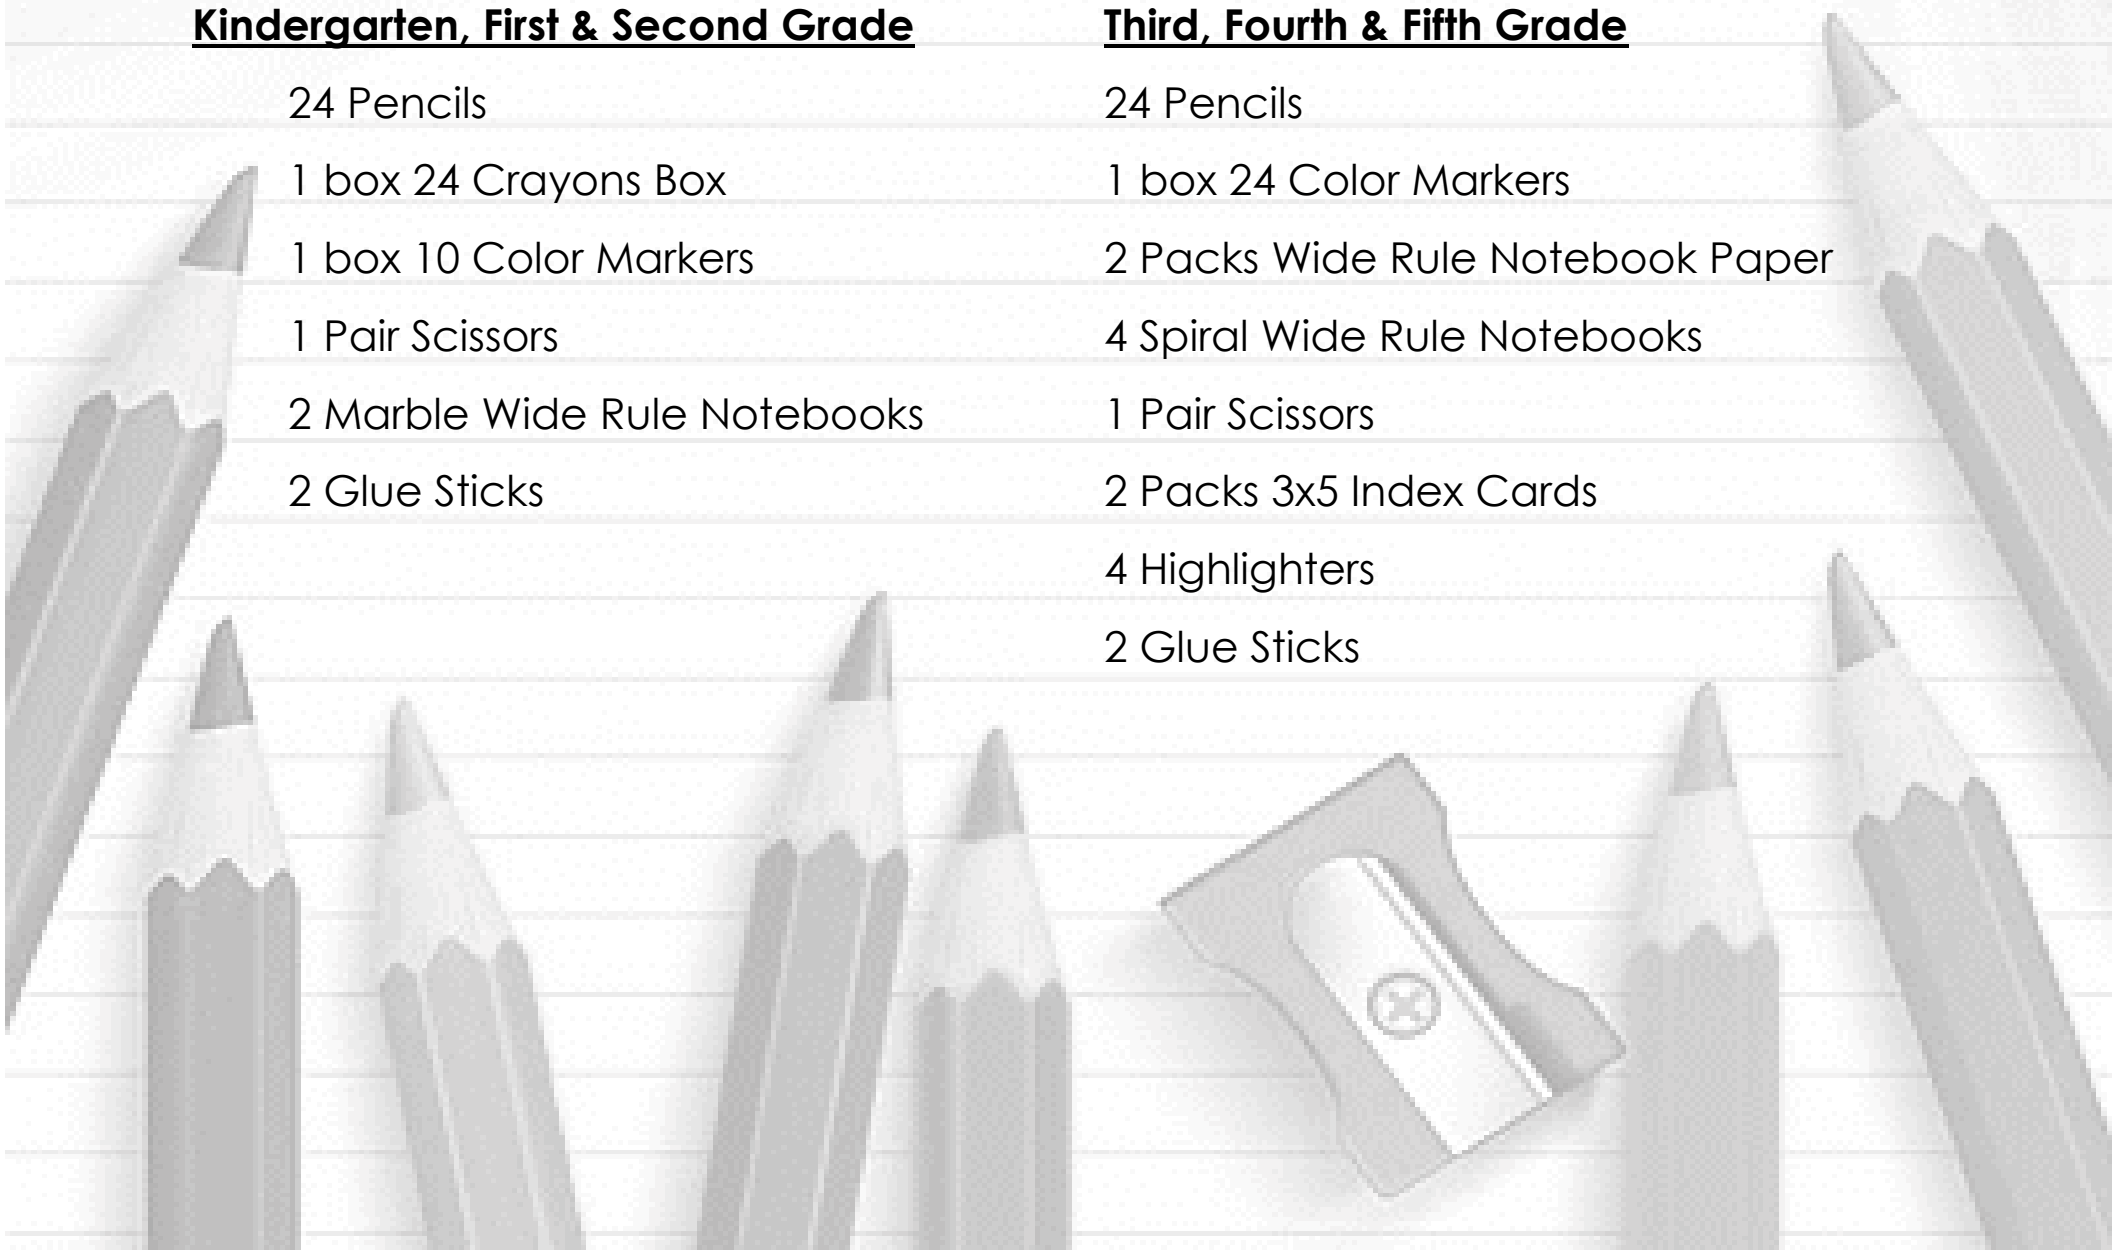 Kindergarten, First & Second Grade
24 Pencils
1 box 24 Crayons Box
1 box 10 Color Markers
1 Pair Scissors
2 Marble Wide Rule Notebooks
2 Glue Sticks
Third, Fourth & Fifth Grade
24 Pencils
1 box 24 Color Markers
2 Packs Wide Rule Notebook Paper
4 Spiral Wide Rule Notebooks
1 Pair Scissors
2 Packs 3x5 Index Cards
4 Highlighters
2 Glue Sticks